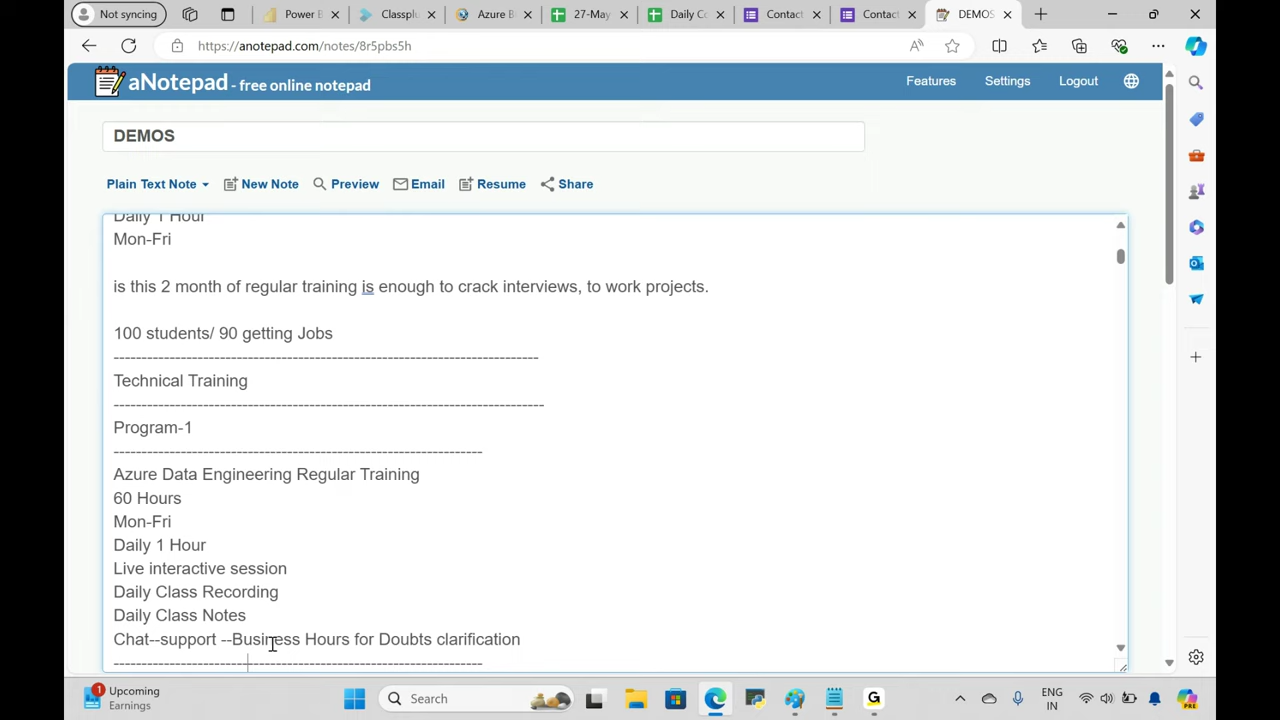 Not syncing
Power B
Classplu
Azure B
27-May
Daily Co
Contact
Contact
DEMOS
https://anotepad.com/notes/8r5pbs5h
aNotepad - free online notepad
Features
Settings
Logout
DEMOS
Plain Text Note
New Note
Preview
Email
Resume
Share
Daily 1 Hour
Mon-Fri
is this 2 month of regular training is enough to crack interviews, to work projects.
100 students/ 90 getting Jobs
----------------------------------------------------------------------------
Technical Training
-----------------------------------------------------------------------------
Program-1
------------------------------------------------------------------
Azure Data Engineering Regular Training
60 Hours
Mon-Fri
Daily 1 Hour
Live interactive session
Daily Class Recording
Daily Class Notes
Chat--support --Business Hours for Doubts clarification
------------------------------------------------------------------
1
Upcoming
Earnings
Search
G
ENG
IN
PRE